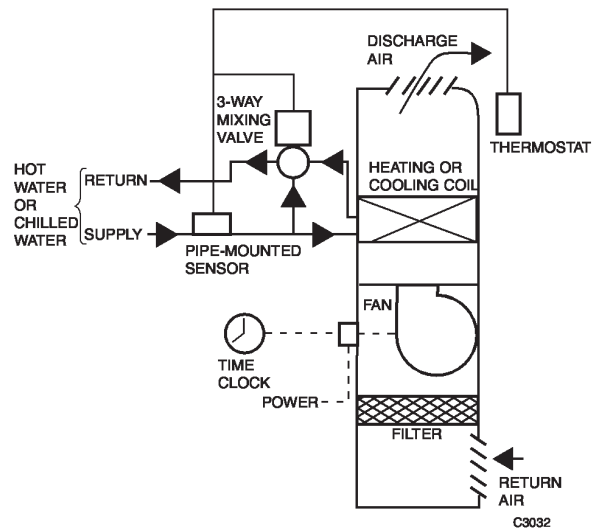 DISCHARGE
AIR
3-WAY
MIXING
VALVE
THERMOSTAT
HOT
WATER
OR
CHILLED
WATER
RETURN
SUPPLY
HEATING OR
COOLING COIL
PIPE-MOUNTED
SENSOR
FAN
TIME
CLOCK
POWER
FILTER
RETURN
AIR
C3032